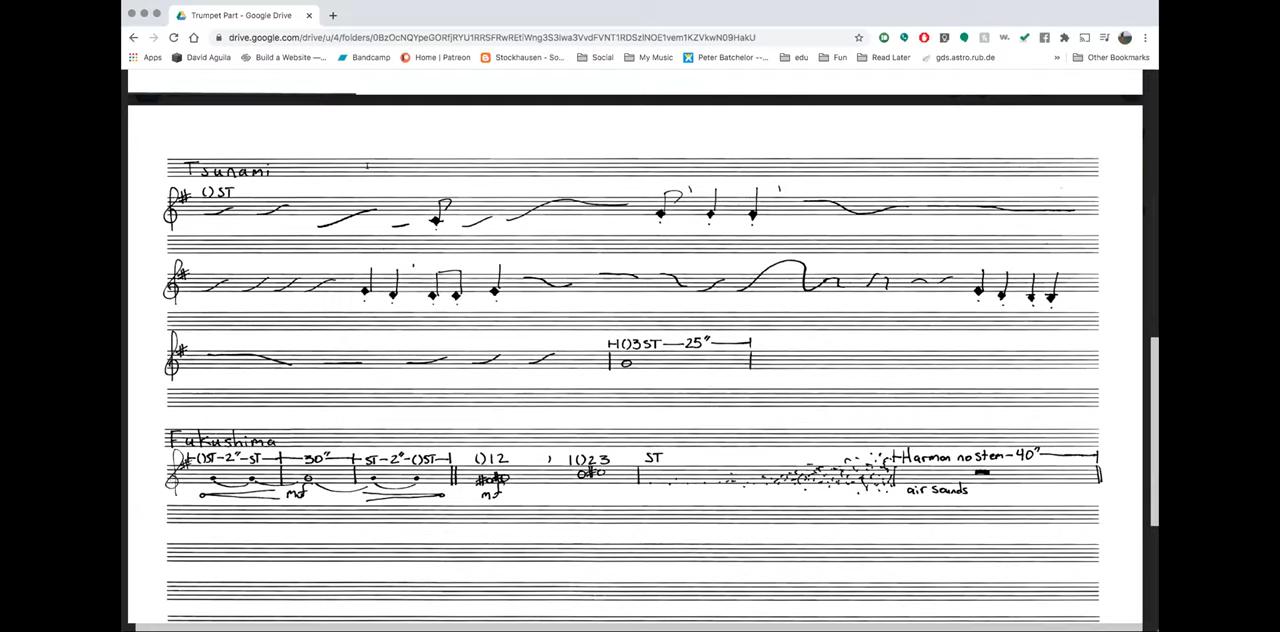 Trumpet Part - Google Drive
drive.google.com/drive/u/4/folders/0BzOcNQYpeGORfjRYU1RRSFRwREtiWng3S3Iwa3VvdFVNT1RDSzlNOE1vem1KZVkwN09HakU
Apps David Aguila Build a Website —... Bandcamp Home | Patreon Stockhausen - So... Social My Music Peter Batchelor --... edu Fun Read Later gds.astro.rub.de » Other Bookmarks
Tsunami
()ST
H()3ST—25"
Fukushima
()ST-2"-ST 30" ST-2"-()ST ()12 , 1()23 ST Harmon no stem-40"
mf mf air sounds